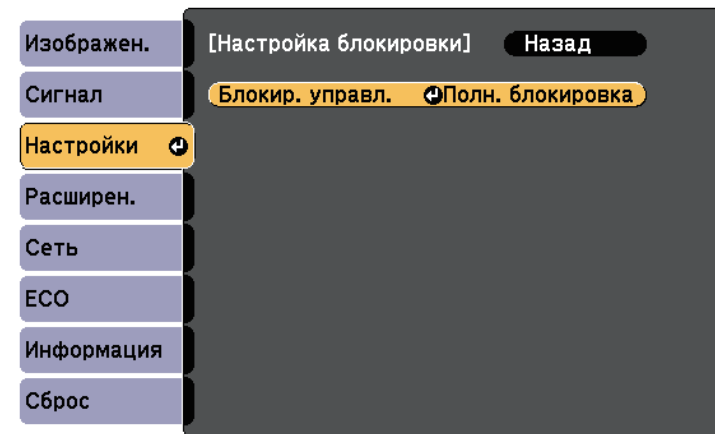 Изображен.
Сигнал
Настройки
Расширен.
Сеть
ECO
Информация
Сброс
[Настройка блокировки] Назад
Блокир. управл. Полн. блокировка